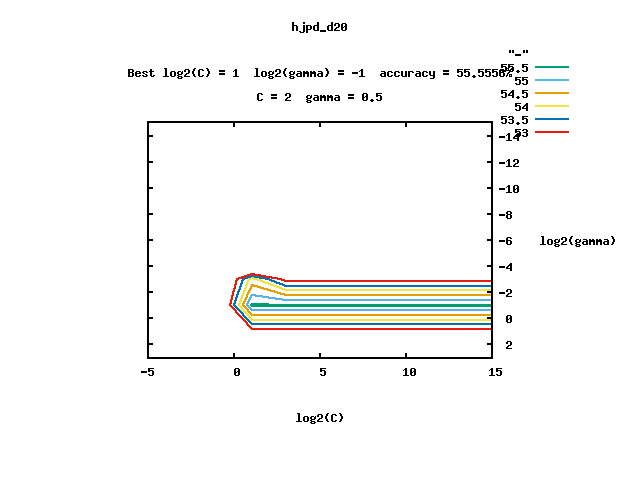 hjpd_d20
"-"
Best log2(C) = 1  log2(gamma) = -1  accuracy = 55.5556%
55.5
55
C = 2  gamma = 0.5
54.5
54
53.5
53
-14
-12
-10
-8
-6
log2(gamma)
-4
-2
0
2
-5 0 5 10 15
log2(C)